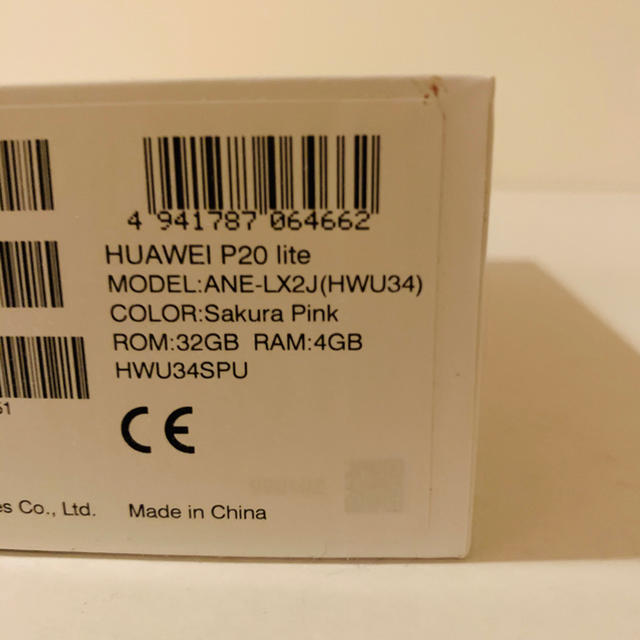 4 941787 064662
HUAWEI P20 lite
MODEL:ANE-LX2J(HWU34)
COLOR:Sakura Pink
ROM:32GB RAM:4GB
HWU34SPU
51
CE
es Co., Ltd. Made in China